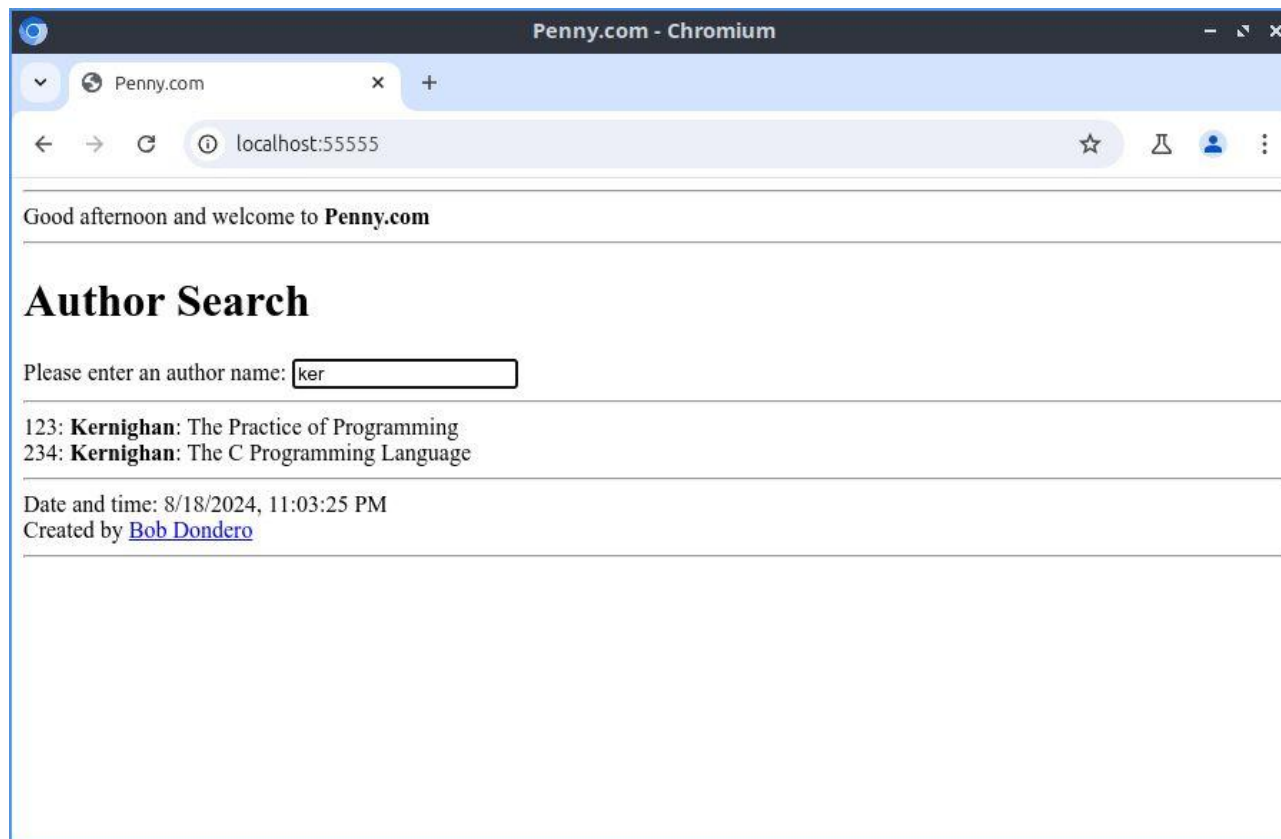 Penny.com - Chromium
Penny.com
localhost:55555
Good afternoon and welcome to Penny.com
Author Search
Please enter an author name: ker
123: Kernighan: The Practice of Programming
234: Kernighan: The C Programming Language
Date and time: 8/18/2024, 11:03:25 PM
Created by Bob Dondero